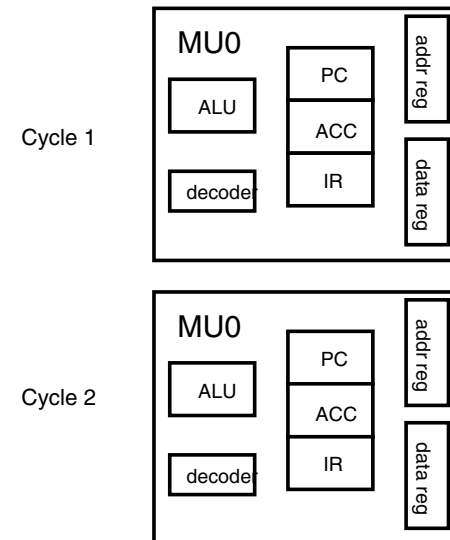 Cycle 1
MU0
ALU
decoder
PC
ACC
IR
addr reg
data reg
Cycle 2
MU0
ALU
decoder
PC
ACC
IR
addr reg
data reg